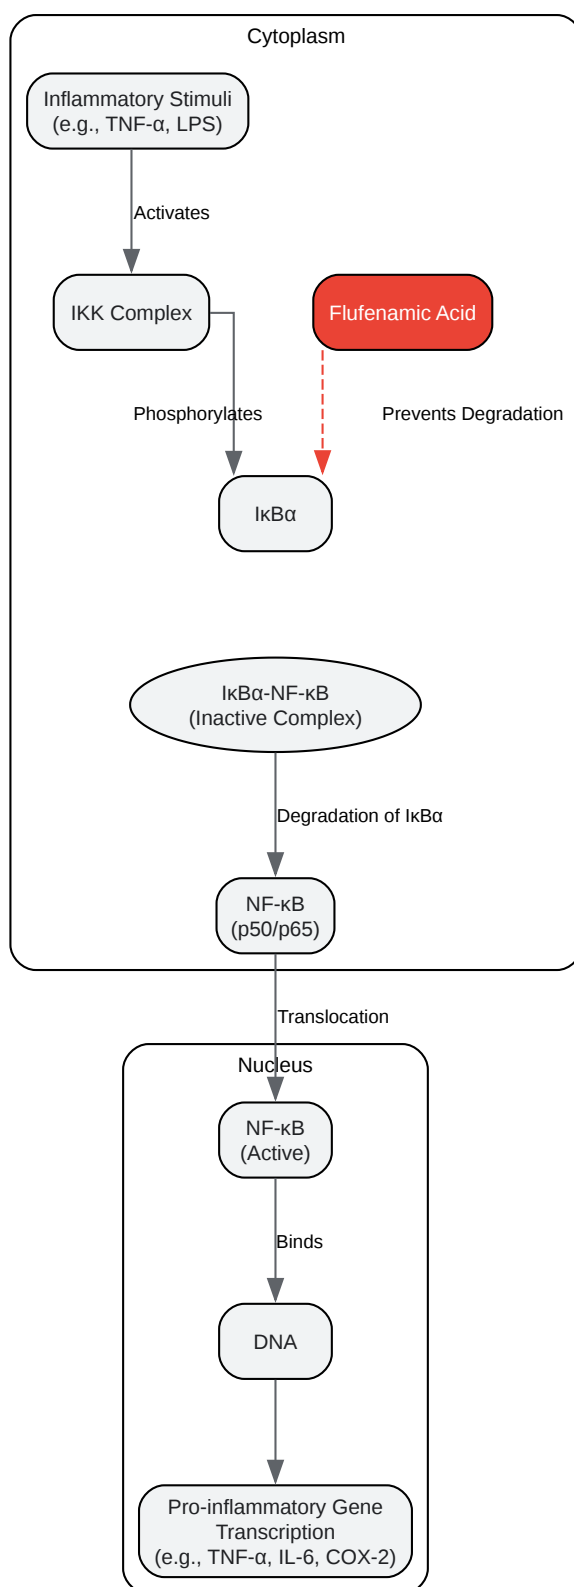 Cytoplasm
Inflammatory Stimuli
(e.g., TNF-α, LPS)
Activates
IKK Complex
Flufenamic Acid
Phosphorylates
Prevents Degradation
IκBα
IκBα-NF-κB
(Inactive Complex)
Degradation of IκBα
NF-κB
(p50/p65)
Translocation
Nucleus
NF-κB
(Active)
Binds
DNA
Pro-inflammatory Gene
Transcription
(e.g., TNF-α, IL-6, COX-2)